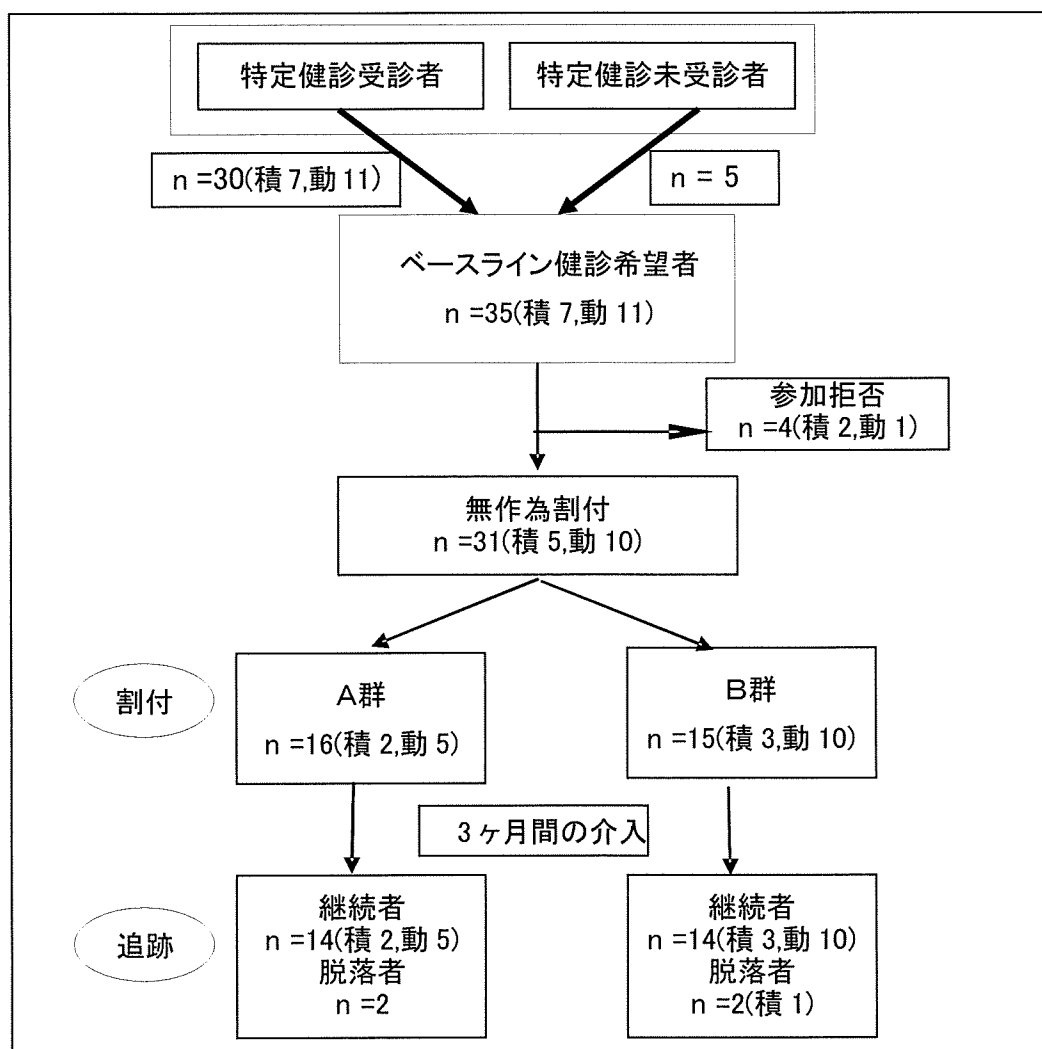 特定健診受診者
特定健診未受診者
n =30(積 7,動 11)
n = 5
ベースライン健診希望者
n =35(積 7,動 11)
参加拒否
n =4(積 2,動 1)
無作為割付
n =31(積 5,動 10)
割付
A群
n =16(積 2,動 5)
B群
n =15(積 3,動 10)
3ヶ月間の介入
追跡
継続者
n =14(積 2,動 5)
脱落者
n =2
継続者
n =14(積 3,動 10)
脱落者
n =2(積 1)